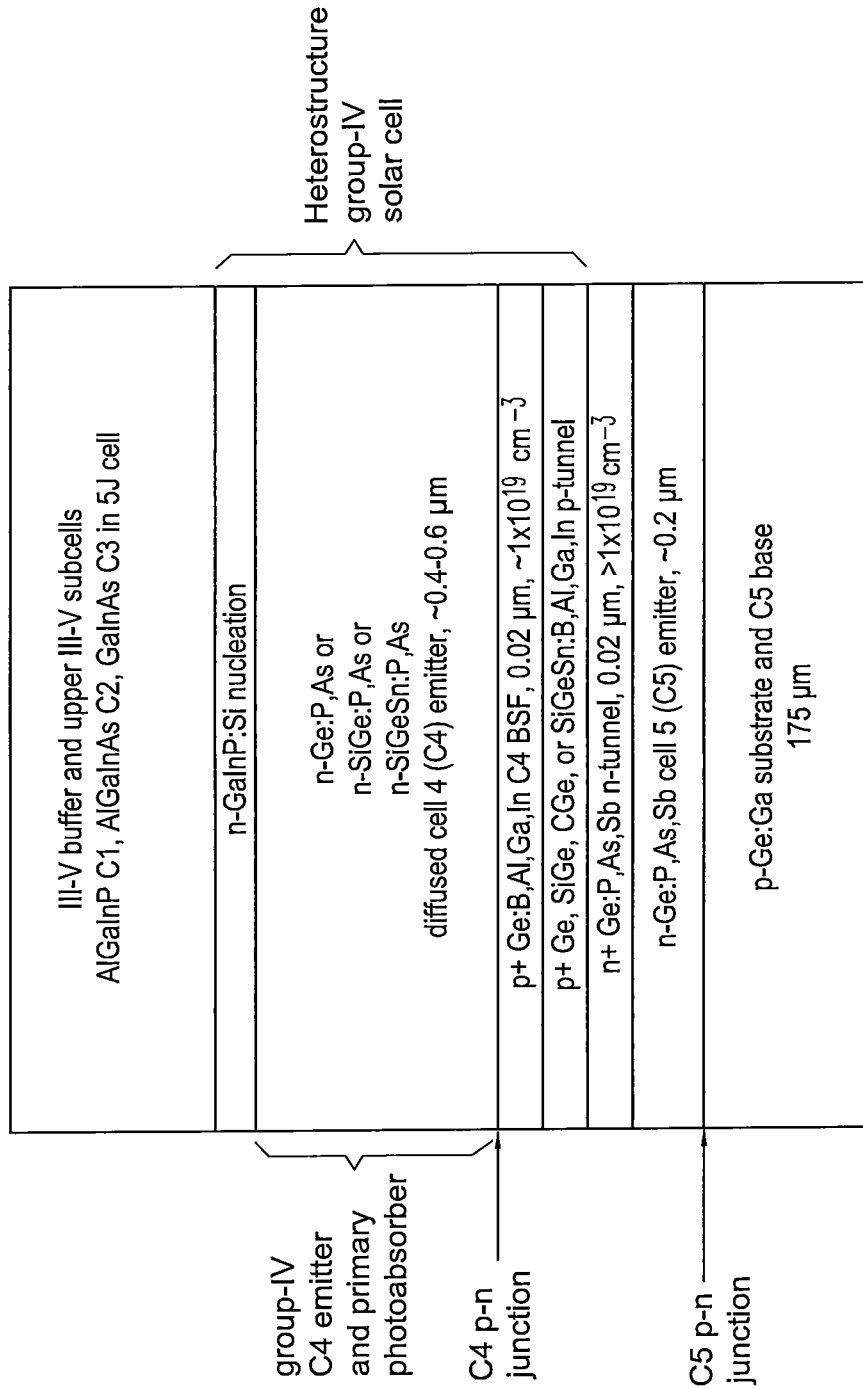 III-V buffer and upper III-V subcells
AlGaInP C1, AlGaInAs C2, GaInAs C3 in 5J cell
n-GaInP:Si nucleation
n-Ge:P,As or
n-SiGe:P,As or
n-SiGeSn:P,As
diffused cell 4 (C4) emitter, ~0.4-0.6 µm
p+ Ge:B,Al,Ga,In C4 BSF, 0.02 µm, ~1x10¹⁹ cm⁻³
p+ Ge, SiGe, CGe, or SiGeSn:B,Al,Ga,In p-tunnel
n+ Ge:P,As,Sb n-tunnel, 0.02 µm, >1x10¹⁹ cm⁻³
n-Ge:P,As,Sb cell 5 (C5) emitter, ~0.2 µm
p-Ge:Ga substrate and C5 base
175 µm
group-IV
C4 emitter
and primary
photoabsorber
C4 p-n
junction
C5 p-n
junction
Heterostructure
group-IV
solar cell